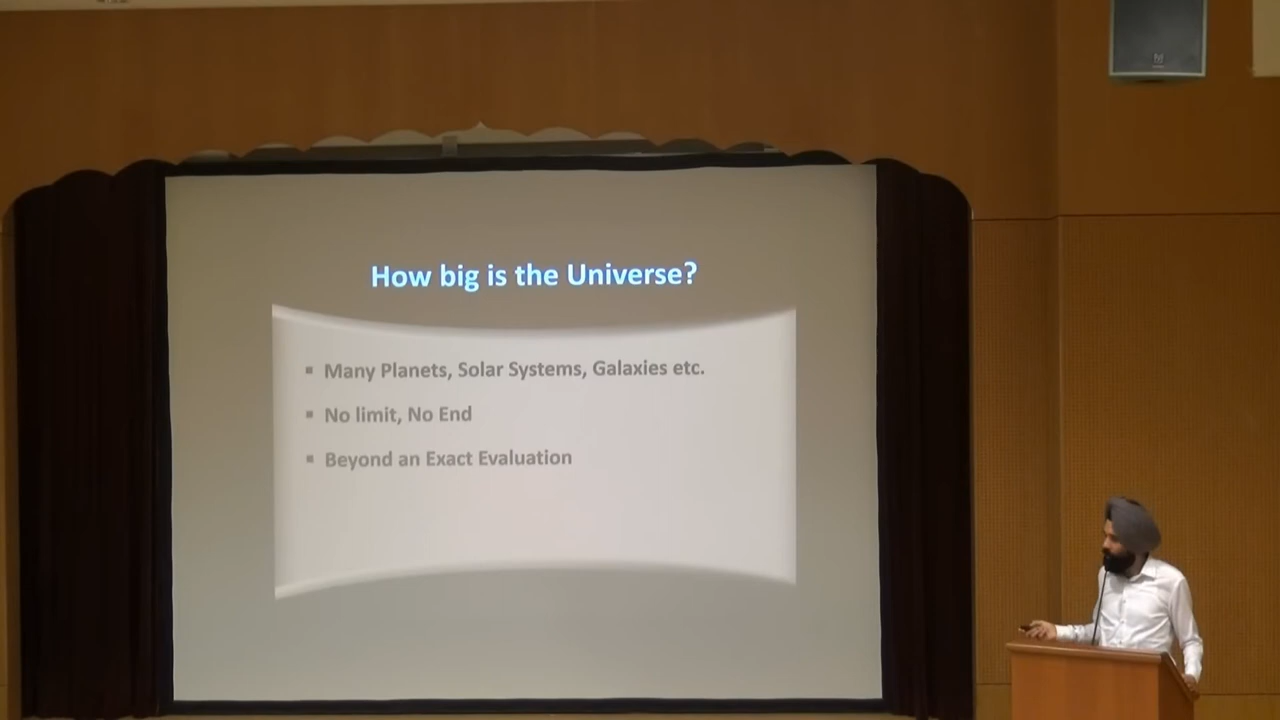 How big is the Universe?
▪ Many Planets, Solar Systems, Galaxies etc.
▪ No limit, No End
▪ Beyond an Exact Evaluation